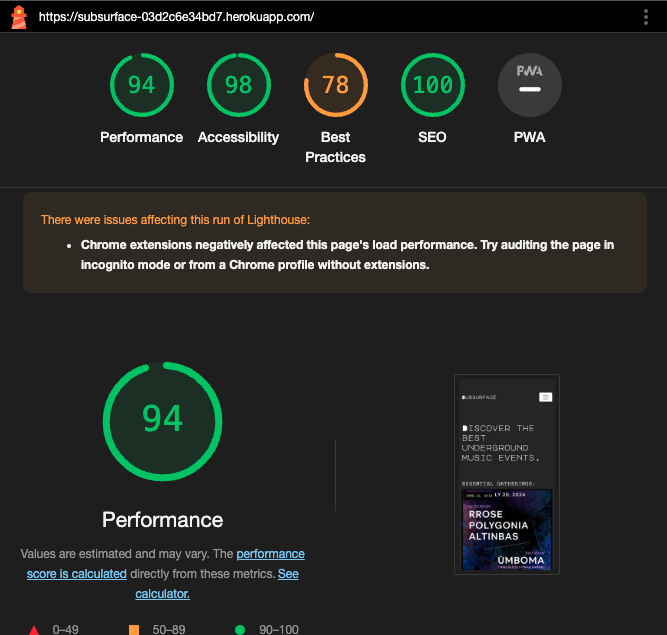 https://subsurface-03d2c6e34bd7.herokuapp.com/
94
98
78
100
PWA
Performance
Accessibility
Best
Practices
SEO
PWA
There were issues affecting this run of Lighthouse:
• Chrome extensions negatively affected this page's load performance. Try auditing the page in
incognito mode or from a Chrome profile without extensions.
94
Performance
Values are estimated and may vary. The performance
score is calculated directly from these metrics. See
calculator.
0–49
50–89
90–100
SUBSURFACE
DISCOVER THE
BEST
UNDERGROUND
MUSIC EVENTS.
ESSENTIAL GATHERINGS:
LY 20, 2024
RROSE
POLYGONIA
ALTINBAS
ÜMBOMA